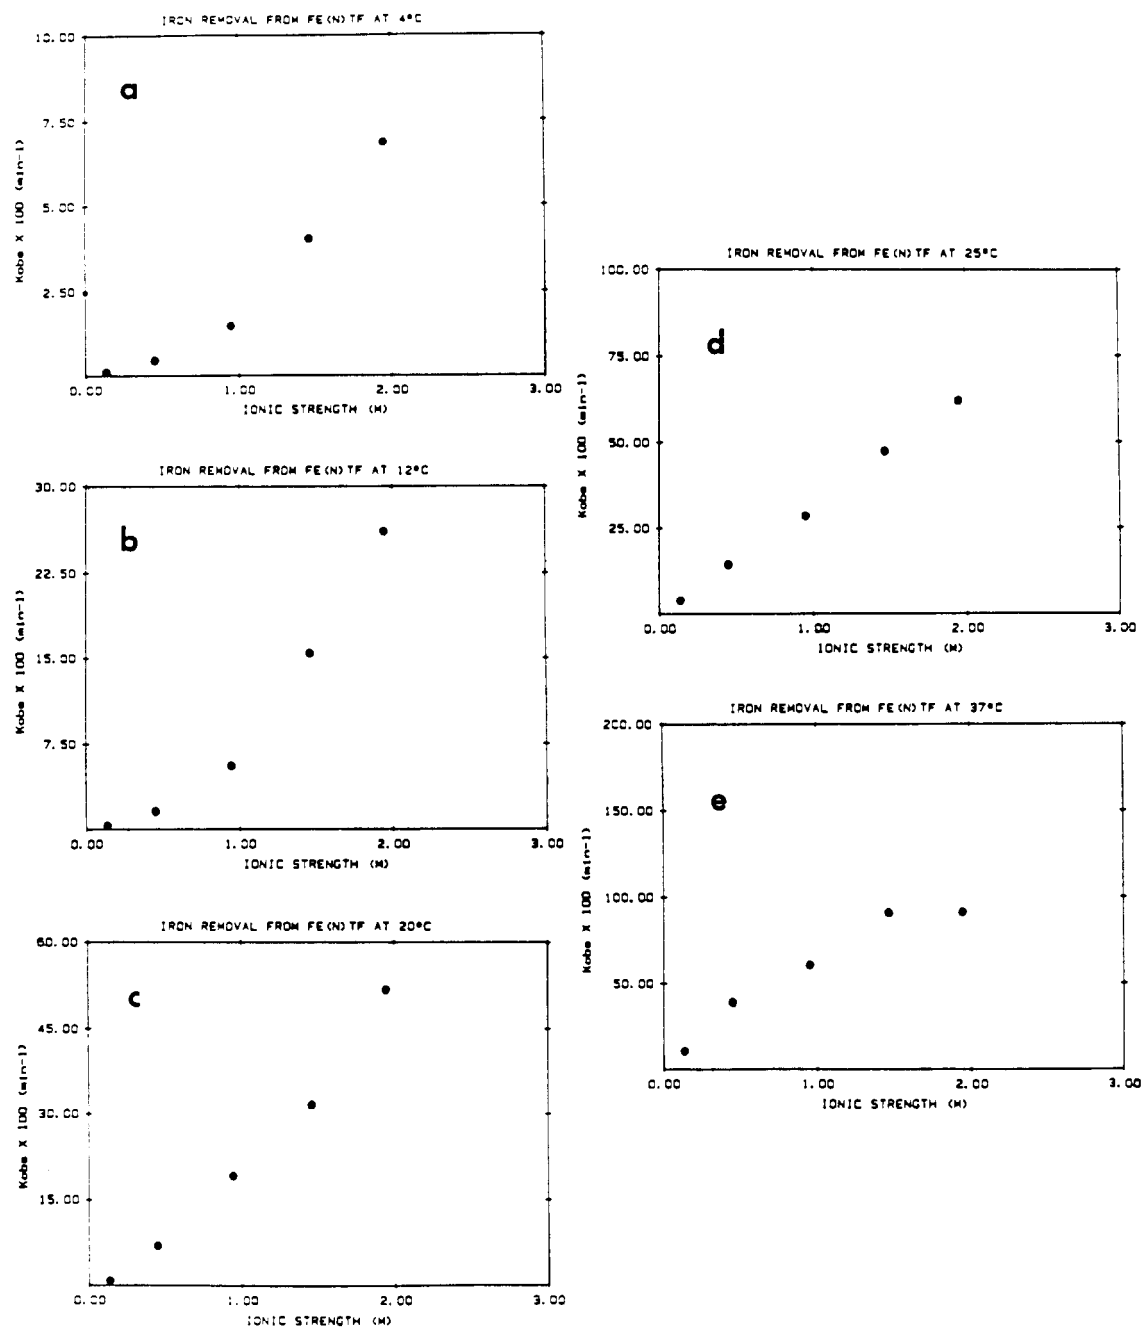 IRON REMOVAL FROM FE(N)TF AT 4°C
10.00
a
7.50
5.00
2.50
Kobs X 100 (min-1)
0.00 1.00 2.00 3.00
IONIC STRENGTH (M)
IRON REMOVAL FROM FE(N)TF AT 12°C
30.00
b
22.50
15.00
7.50
Kobs X 100 (min-1)
0.00 1.00 2.00 3.00
IONIC STRENGTH (M)
IRON REMOVAL FROM FE(N)TF AT 20°C
60.00
c
45.00
30.00
15.00
Kobs X 100 (min-1)
0.00 1.00 2.00 3.00
IONIC STRENGTH (M)
IRON REMOVAL FROM FE(N)TF AT 25°C
100.00
d
75.00
50.00
25.00
Kobs X 100 (min-1)
0.00 1.00 2.00 3.00
IONIC STRENGTH (M)
IRON REMOVAL FROM FE(N)TF AT 37°C
200.00
e
150.00
100.00
50.00
Kobs X 100 (min-1)
0.00 1.00 2.00 3.00
IONIC STRENGTH (M)